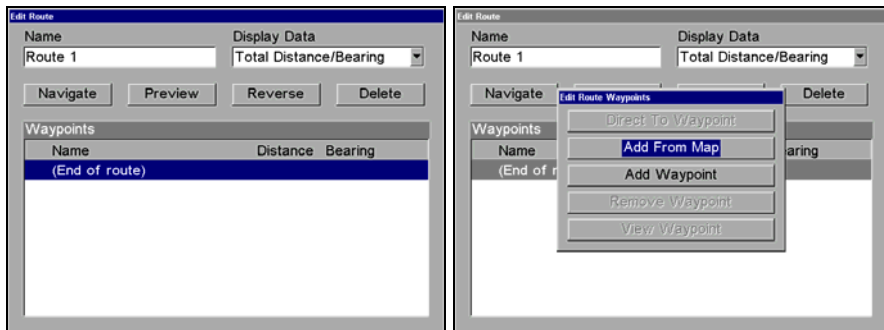 Edit Route
Name Display Data
Route 1 Total Distance/Bearing
Navigate Preview Reverse Delete
Waypoints
Name Distance Bearing
(End of route)
Edit Route
Name Display Data
Route 1 Total Distance/Bearing
Navigate Delete
Edit Route Waypoints
Direct To Waypoint
Waypoints
Add From Map
Name earing
Add Waypoint
(End of r
Remove Waypoint
View Waypoint